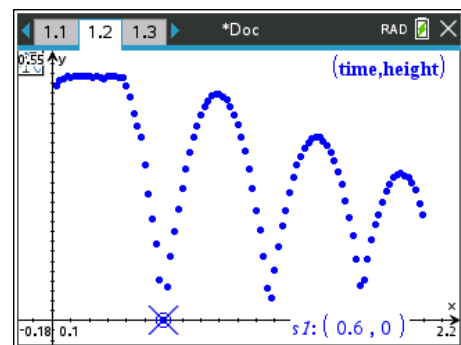 1.1 1.2 1.3 *Doc RAD
0.55 y
(time,height)
x
-0.18 0.1 s1:( 0.6 , 0 ) 2.2